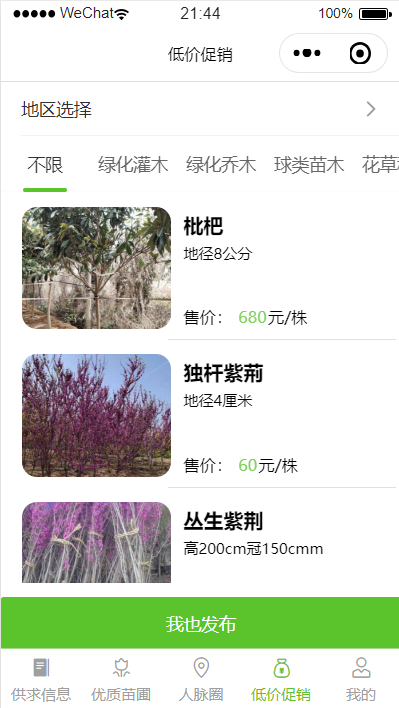 WeChat 21:44 100%
低价促销
地区选择
不限 绿化灌木 绿化乔木 球类苗木 花草
枇杷
地径8公分
售价： 680元/株
独杆紫荊
地径4厘米
售价： 60元/株
丛生紫荆
高200cm冠150cmm
我也发布
供求信息 优质苗圃 人脉圈 低价促销 我的